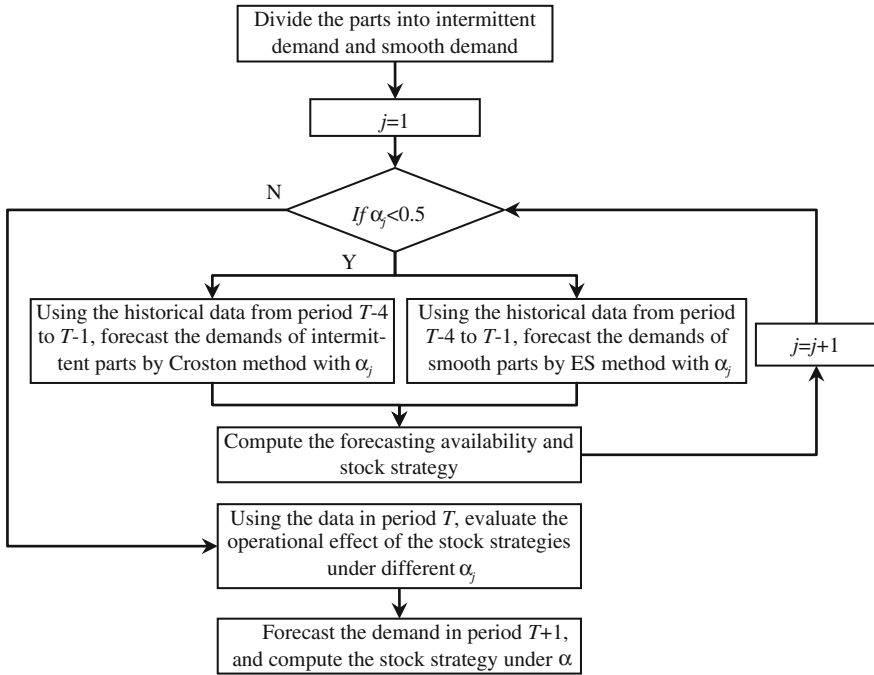 Divide the parts into intermittent
demand and smooth demand
j=1
N
If αj<0.5
Y
Using the historical data from period T-4
to T-1, forecast the demands of intermit-
tent parts by Croston method with αj
Using the historical data from period
T-4 to T-1, forecast the demands of
smooth parts by ES method with αj
j=j+1
Compute the forecasting availability and
stock strategy
Using the data in period T, evaluate the
operational effect of the stock strategies
under different αj
Forecast the demand in period T+1,
and compute the stock strategy under α